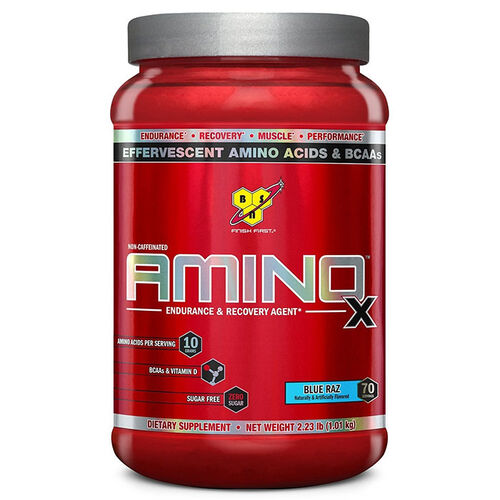 ENDURANCE* • RECOVERY* • MUSCLE* • PERFORMANCE*
EFFERVESCENT AMINO ACIDS & BCAAs
B S N
FINISH FIRST.®
NON-CAFFEINATED
AMINO X™
ENDURANCE & RECOVERY AGENT*
AMINO ACIDS PER SERVING 10 GRAMS
BCAAs & VITAMIN D
SUGAR FREE ZERO SUGAR
BLUE RAZ
Naturally & Artificially Flavored
70 SERVINGS
DIETARY SUPPLEMENT • NET WEIGHT 2.23 lb (1.01 kg)